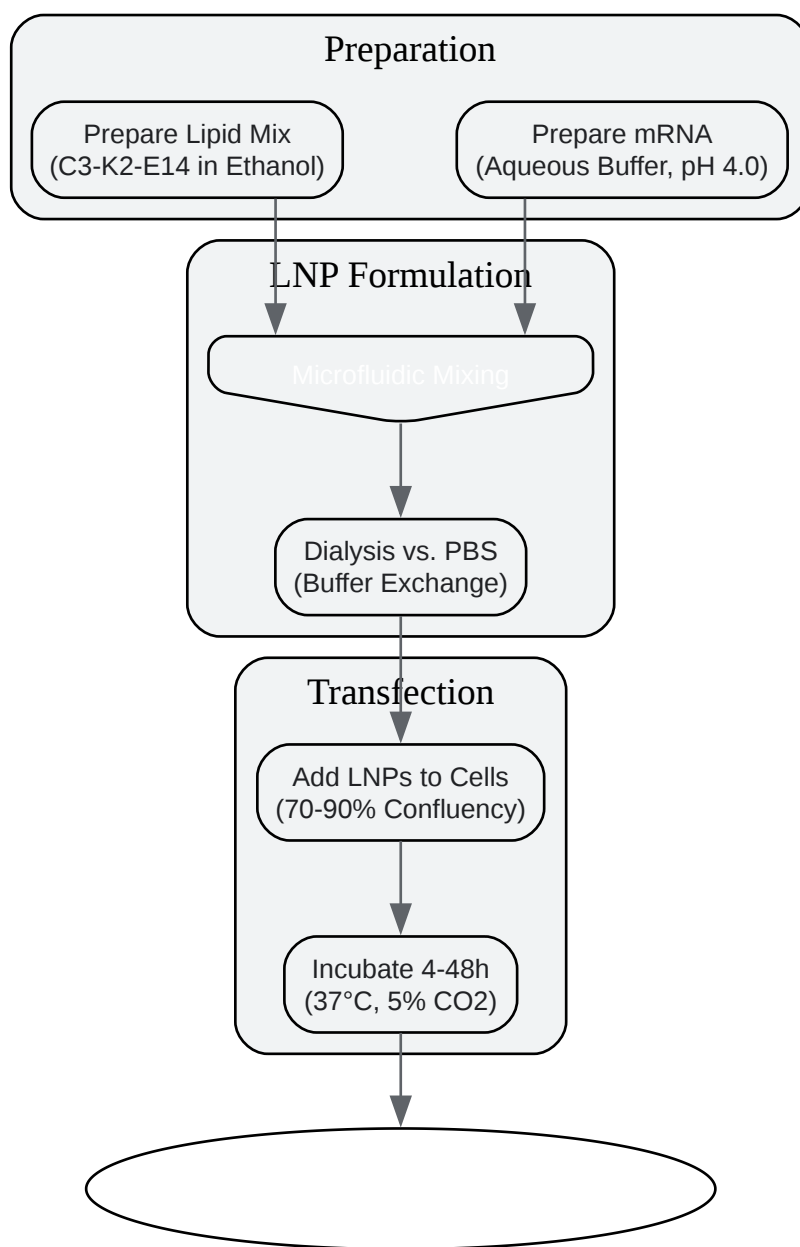 Preparation
Prepare Lipid Mix
(C3-K2-E14 in Ethanol)
Prepare mRNA
(Aqueous Buffer, pH 4.0)
LNP Formulation
Microfluidic Mixing
Dialysis vs. PBS
(Buffer Exchange)
Transfection
Add LNPs to Cells
(70-90% Confluency)
Incubate 4-48h
(37°C, 5% CO2)